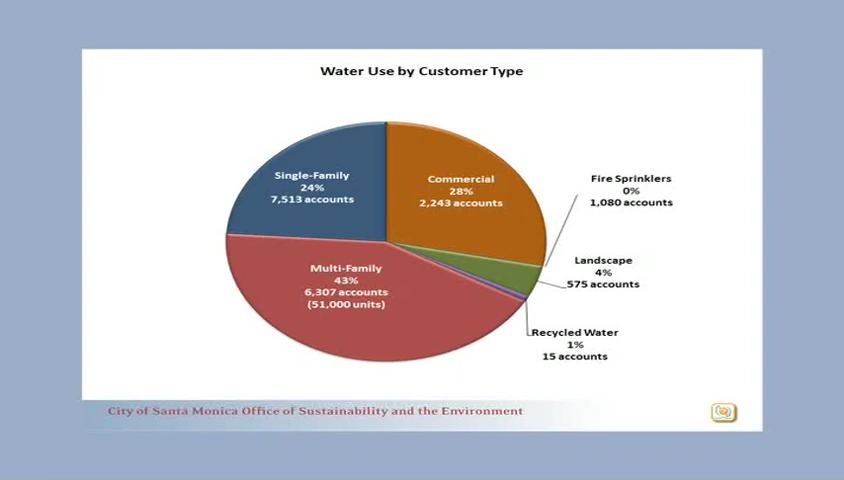 Water Use by Customer Type
Single-Family
24%
7,513 accounts
Commercial
28%
2,243 accounts
Fire Sprinklers
0%
1,080 accounts
Landscape
4%
575 accounts
Multi-Family
43%
6,307 accounts
(51,000 units)
Recycled Water
1%
15 accounts
City of Santa Monica Office of Sustainability and the Environment